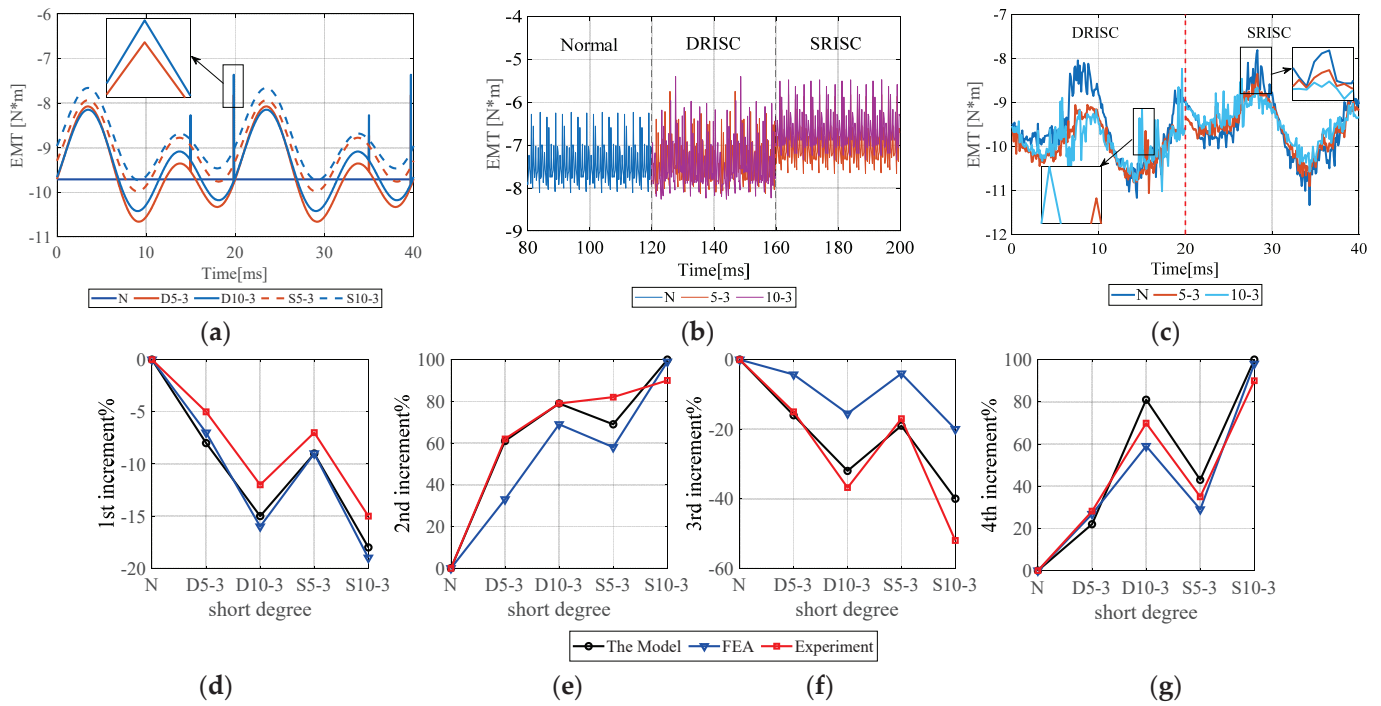 -6
-7
-8
-9
-10
-11
EMT [N*m]
0 10 20 30 40
Time[ms]
N D5-3 D10-3 S5-3 S10-3
(a)
-4
-5
-6
-7
-8
-9
EMT [N*m]
Normal DRISC SRISC
80 100 120 140 160 180 200
Time[ms]
N 5-3 10-3
(b)
-7
-8
-9
-10
-11
-12
EMT [N*m]
DRISC SRISC
0 10 20 30 40
Time[ms]
N 5-3 10-3
(c)
0
-5
-10
-15
-20
1st increment%
N D5-3 D10-3 S5-3 S10-3
short degree
100
80
60
40
20
0
2nd increment%
N D5-3 D10-3 S5-3 S10-3
short degree
0
-20
-40
-60
3rd increment%
N D5-3 D10-3 S5-3 S10-3
short degree
100
80
60
40
20
0
4th increment%
N D5-3 D10-3 S5-3 S10-3
short degree
The Model FEA Experiment
(d) (e) (f) (g)